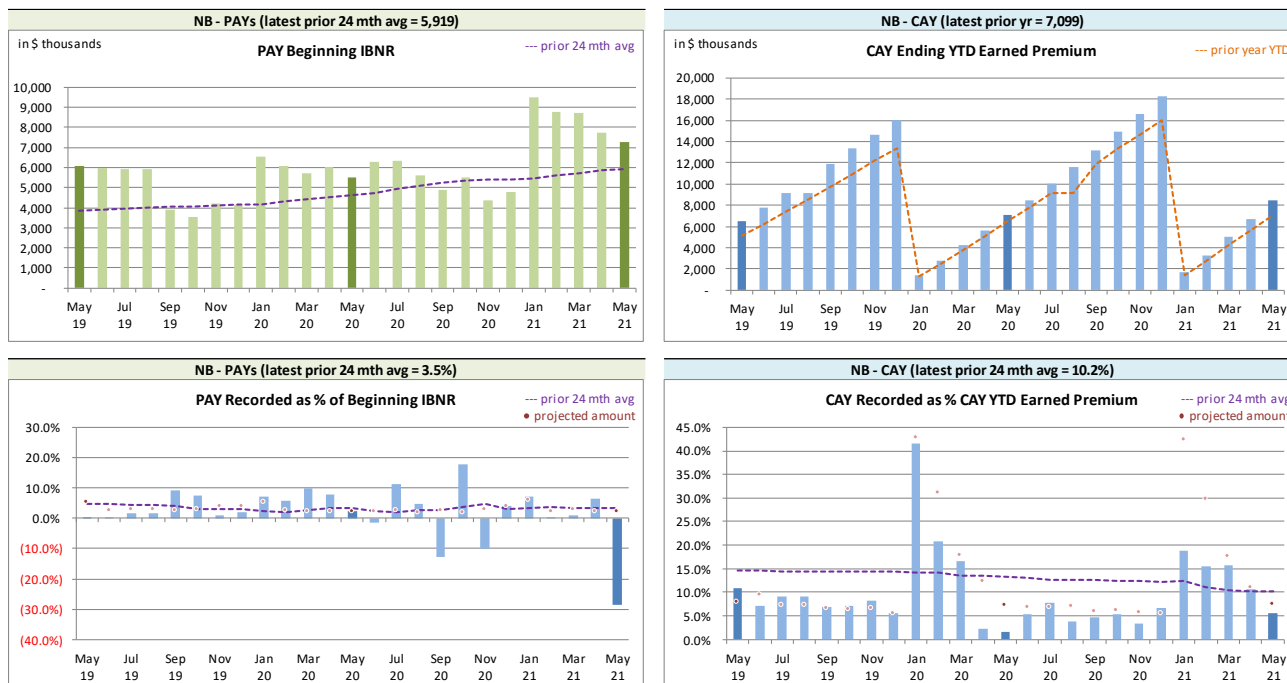 NB - PAYs (latest prior 24 mth avg = 5,919)
in $ thousands
PAY Beginning IBNR
--- prior 24 mth avg
10,000
9,000
8,000
7,000
6,000
5,000
4,000
3,000
2,000
1,000
-
May Jul Sep Nov Jan Mar May Jul Sep Nov Jan Mar May
19 19 19 19 20 20 20 20 20 20 21 21 21
NB - CAY (latest prior yr = 7,099)
in $ thousands
CAY Ending YTD Earned Premium
--- prior year YTD
20,000
18,000
16,000
14,000
12,000
10,000
8,000
6,000
4,000
2,000
-
May Jul Sep Nov Jan Mar May Jul Sep Nov Jan Mar May
19 19 19 19 20 20 20 20 20 20 21 21 21
NB - PAYs (latest prior 24 mth avg = 3.5%)
PAY Recorded as % of Beginning IBNR
--- prior 24 mth avg
• projected amount
30.0%
20.0%
10.0%
0.0%
(10.0%)
(20.0%)
(30.0%)
(40.0%)
May Jul Sep Nov Jan Mar May Jul Sep Nov Jan Mar May
19 19 19 19 20 20 20 20 20 20 21 21 21
NB - CAY (latest prior 24 mth avg = 10.2%)
CAY Recorded as % CAY YTD Earned Premium
--- prior 24 mth avg
• projected amount
45.0%
40.0%
35.0%
30.0%
25.0%
20.0%
15.0%
10.0%
5.0%
0.0%
May Jul Sep Nov Jan Mar May Jul Sep Nov Jan Mar May
19 19 19 19 20 20 20 20 20 20 21 21 21